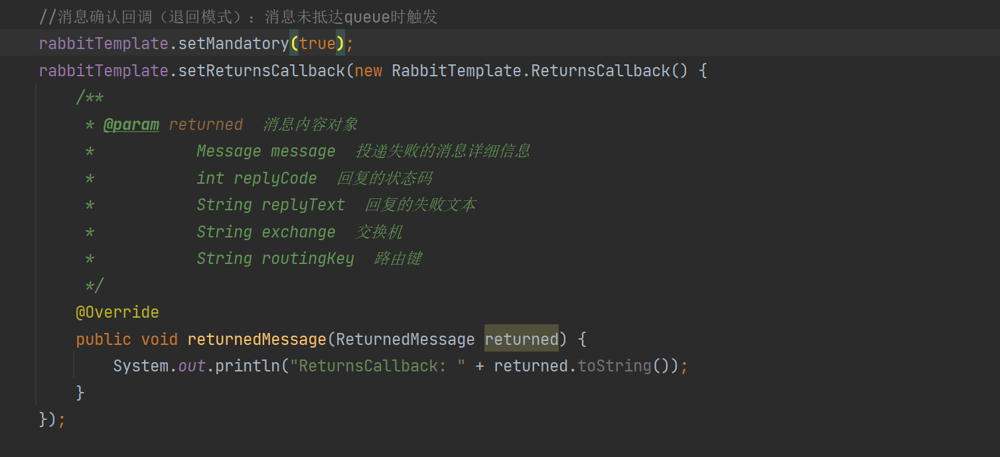 //消息确认回调（退回模式）：消息未抵达queue时触发
rabbitTemplate.setMandatory(true);
rabbitTemplate.setReturnsCallback(new RabbitTemplate.ReturnsCallback() {
/**
* @param returned 消息内容对象
* Message message 投递失败的消息详细信息
* int replyCode 回复的状态码
* String replyText 回复的失败文本
* String exchange 交换机
* String routingKey 路由键
*/
@Override
public void returnedMessage(ReturnedMessage returned) {
System.out.println("ReturnsCallback: " + returned.toString());
}
});